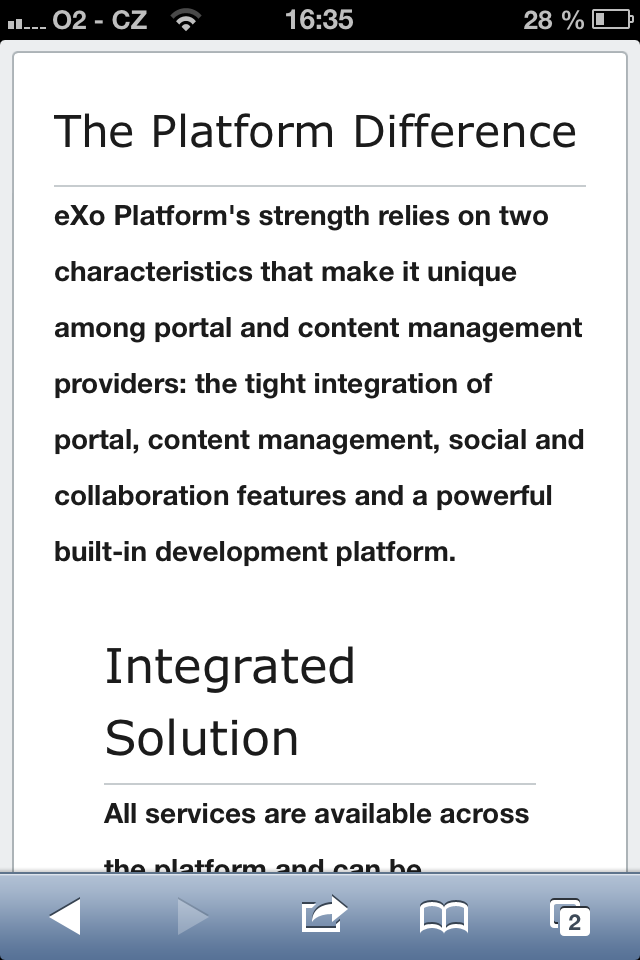 O2 - CZ 16:35 28 %
The Platform Difference
eXo Platform's strength relies on two
characteristics that make it unique
among portal and content management
providers: the tight integration of
portal, content management, social and
collaboration features and a powerful
built-in development platform.
Integrated
Solution
All services are available across
the platform and can be
2